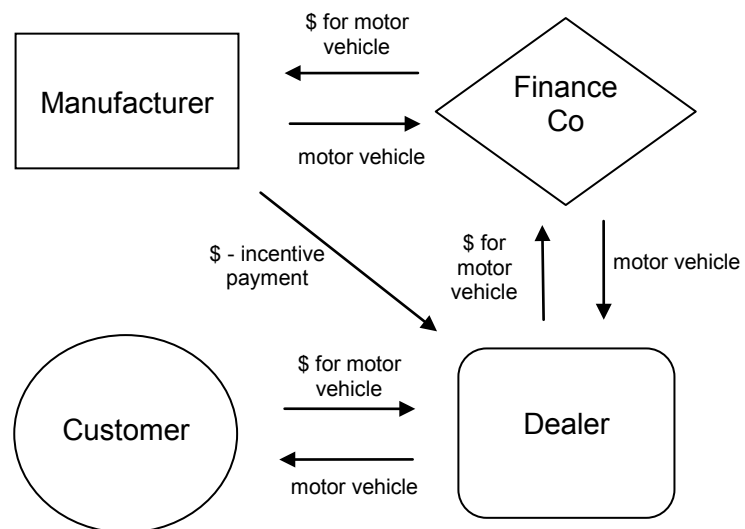 $ for motor
vehicle
Manufacturer
Finance
Co
motor vehicle
$ - incentive
payment
$ for
motor
vehicle
motor vehicle
$ for motor
vehicle
Customer
Dealer
motor vehicle